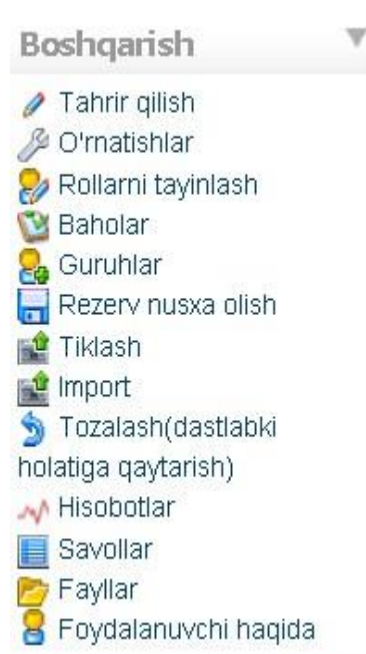 Boshqarish
Tahrir qilish
O'rnatishlar
Rollarni tayinlash
Baholar
Guruhlar
Rezerv nusxa olish
Tiklash
Import
Tozalash(dastlabki
holatiga qaytarish)
Hisobotlar
Savollar
Fayllar
Foydalanuvchi haqida